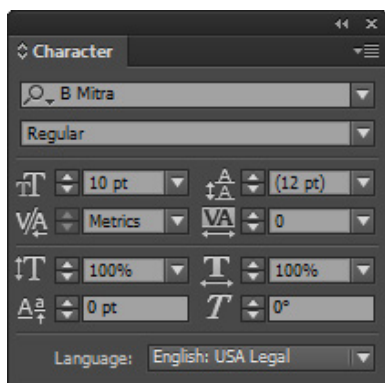 Character
B Mitra
Regular
10 pt (12 pt)
Metrics 0
100% 100%
0 pt 0°
Language: English: USA Legal